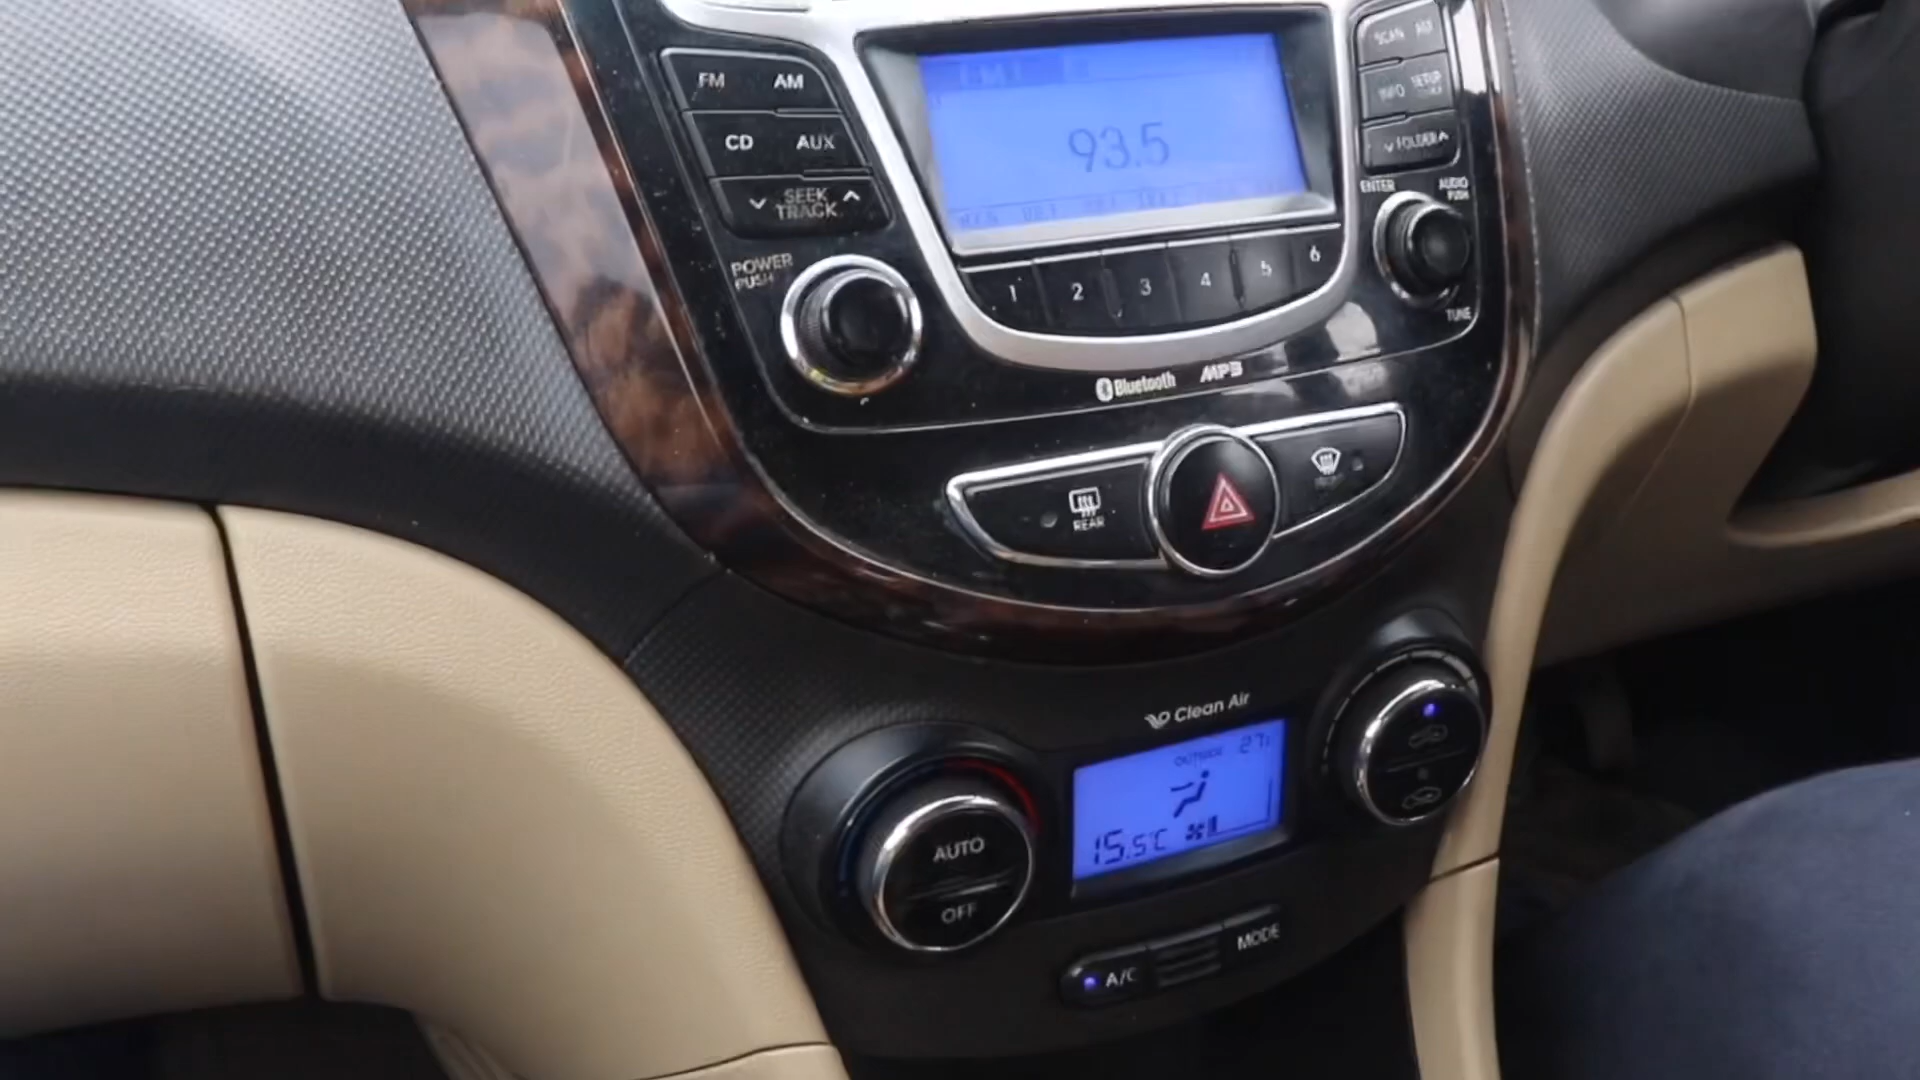 FM AM
CD AUX
SEEK
TRACK
POWER
PUSH
93.5
1 2 3 4 5 6
SCAN
INFO SETUP
FOLDER
ENTER AUDIO
PUSH
TUNE
Bluetooth MP3
REAR
Clean Air
OUTSIDE 27
15.5°C
AUTO
OFF
A/C MODE